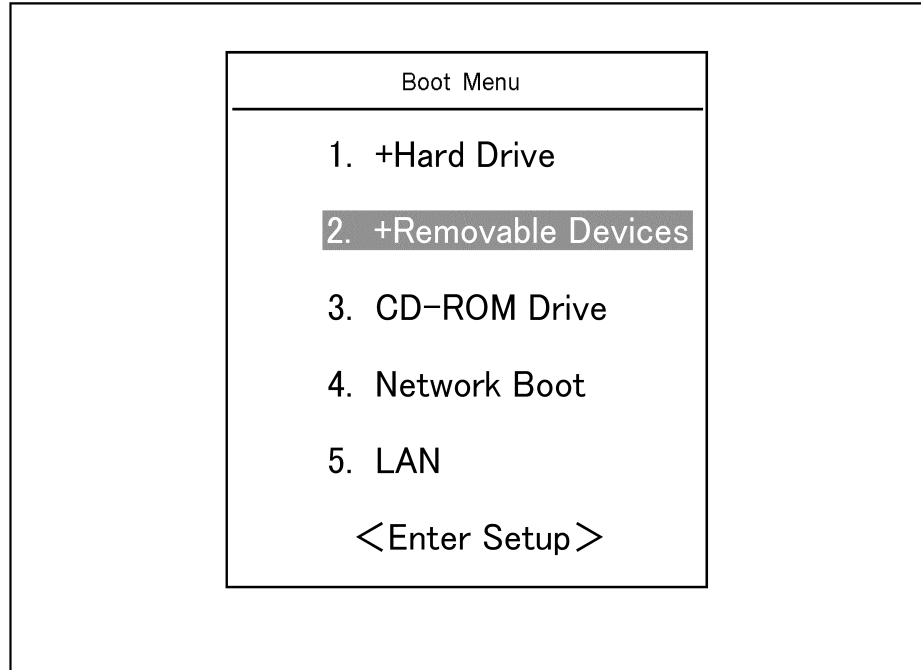 Boot Menu
1. +Hard Drive
2. +Removable Devices
3. CD-ROM Drive
4. Network Boot
5. LAN
<Enter Setup>